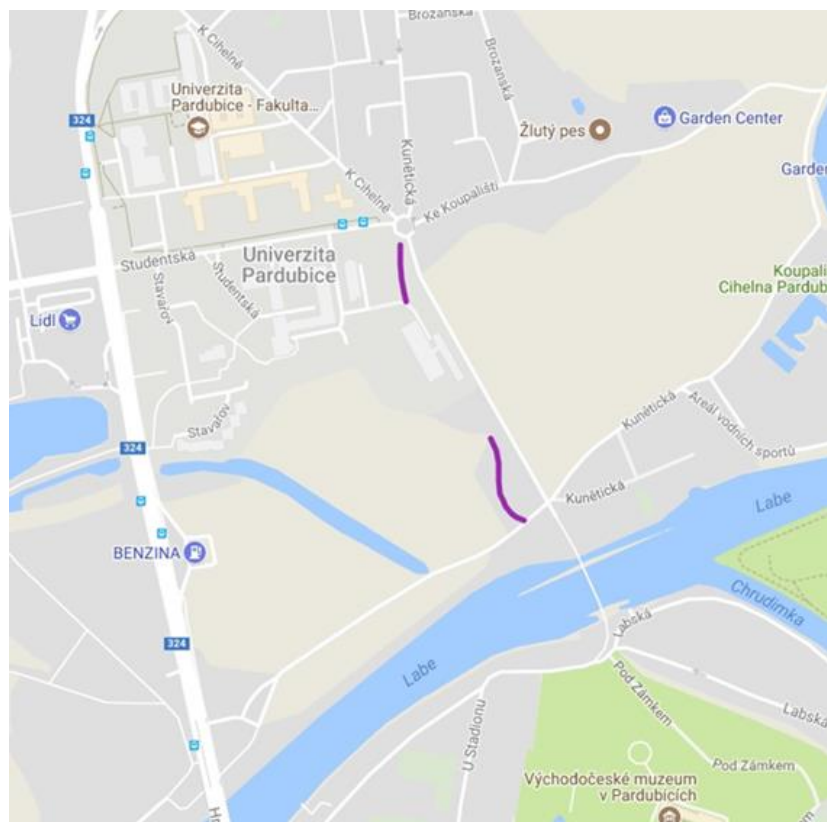 Brozanská
K Cihelně
Brozanská
Univerzita
Pardubice - Fakulta...
324
Žlutý pes
Garden Center
Kunětická
Garden
K Cihelně
Ke Koupališti
Studentská
Univerzita
Pardubice
Studentská
Stavařov
Koupali
Cihelna Pardub
Lidl
Kunětická
Areál vodních sportů
Stavařov
324
Kunětická
Labe
BENZINA
Chrudimka
Labská
324
Labe
Pod Zámkem
Labská
U Stadionu
Pod Zámkem
Východočeské muzeum
v Pardubicích